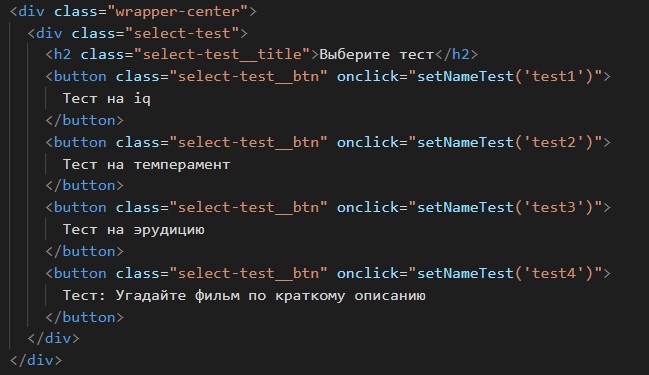 <div class="wrapper-center">
<div class="select-test">
<h2 class="select-test__title">Выберите тест</h2>
<button class="select-test__btn" onclick="setNameTest('test1')">
Тест на iq
</button>
<button class="select-test__btn" onclick="setNameTest('test2')">
Тест на темперамент
</button>
<button class="select-test__btn" onclick="setNameTest('test3')">
Тест на эрудицию
</button>
<button class="select-test__btn" onclick="setNameTest('test4')">
Тест: Угадайте фильм по краткому описанию
</button>
</div>
</div>